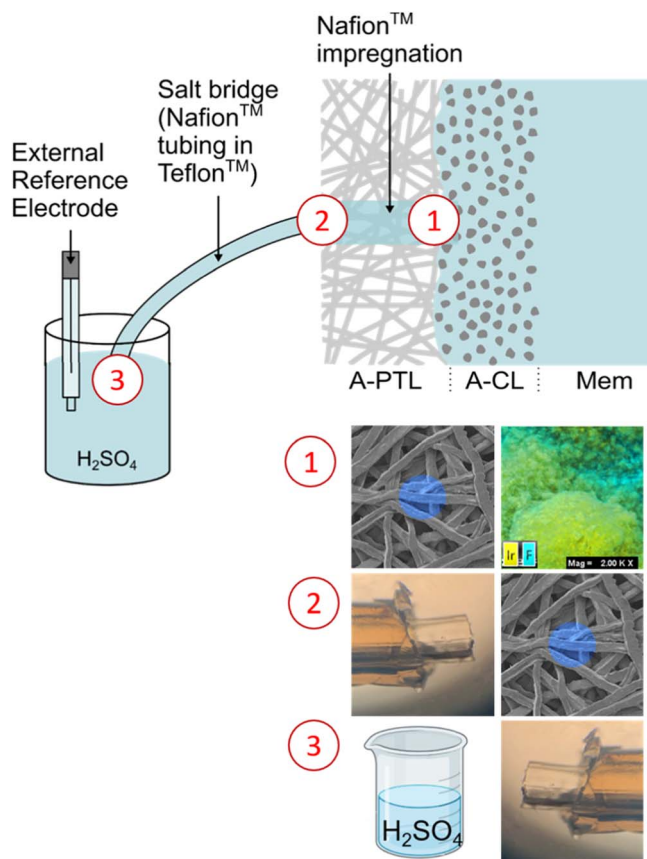 Nafion™
impregnation
Salt bridge
(Nafion™
tubing in
Teflon™)
External
Reference
Electrode
2
1
3
H₂SO₄
A-PTL
A-CL
Mem
1
Ir F
Mag = 2.00 K X
2
3
H₂SO₄